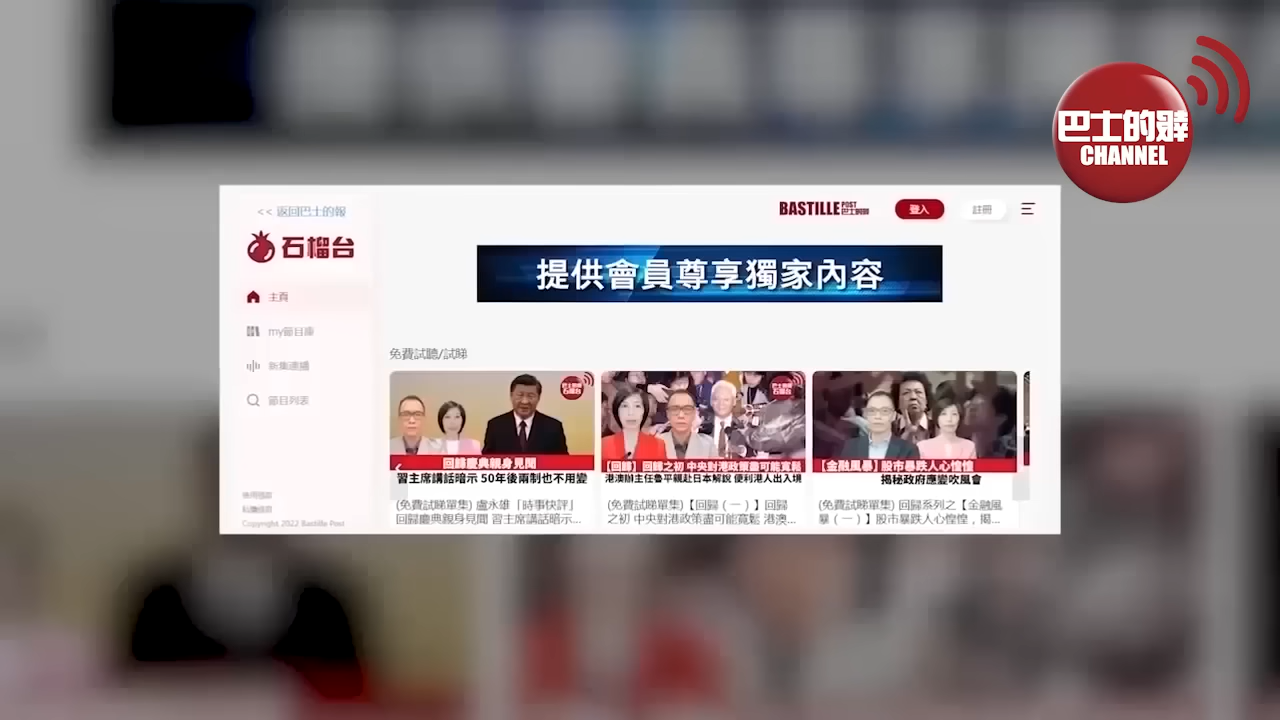 巴士的報
CHANNEL
<< 返回巴士的報
BASTILLE POST
巴士的報
登入
註冊
石榴台
提供會員尊享獨家內容
主頁
my節目庫
新集速遞
節目列表
免費試聽/試睇
回歸慶典親身見聞
習主席講話暗示 50年後兩制也不用變
(免費試睇單集) 盧永雄「時事快評」
回歸慶典親身見聞 習主席講話暗示...
【回歸】回歸之初 中央對港政策盡可能寬鬆
港澳辦主任魯平親赴日本解說 便利港人出入境
(免費試睇單集)【回歸（一）】回歸
之初 中央對港政策盡可能寬鬆 港澳...
【金融風暴】股市暴跌人心惶惶
揭秘政府應變吹風會
(免費試睇單集) 回歸系列之【金融風
暴（一）】股市暴跌人心惶惶，揭...
Copyright 2022 Bastille Post